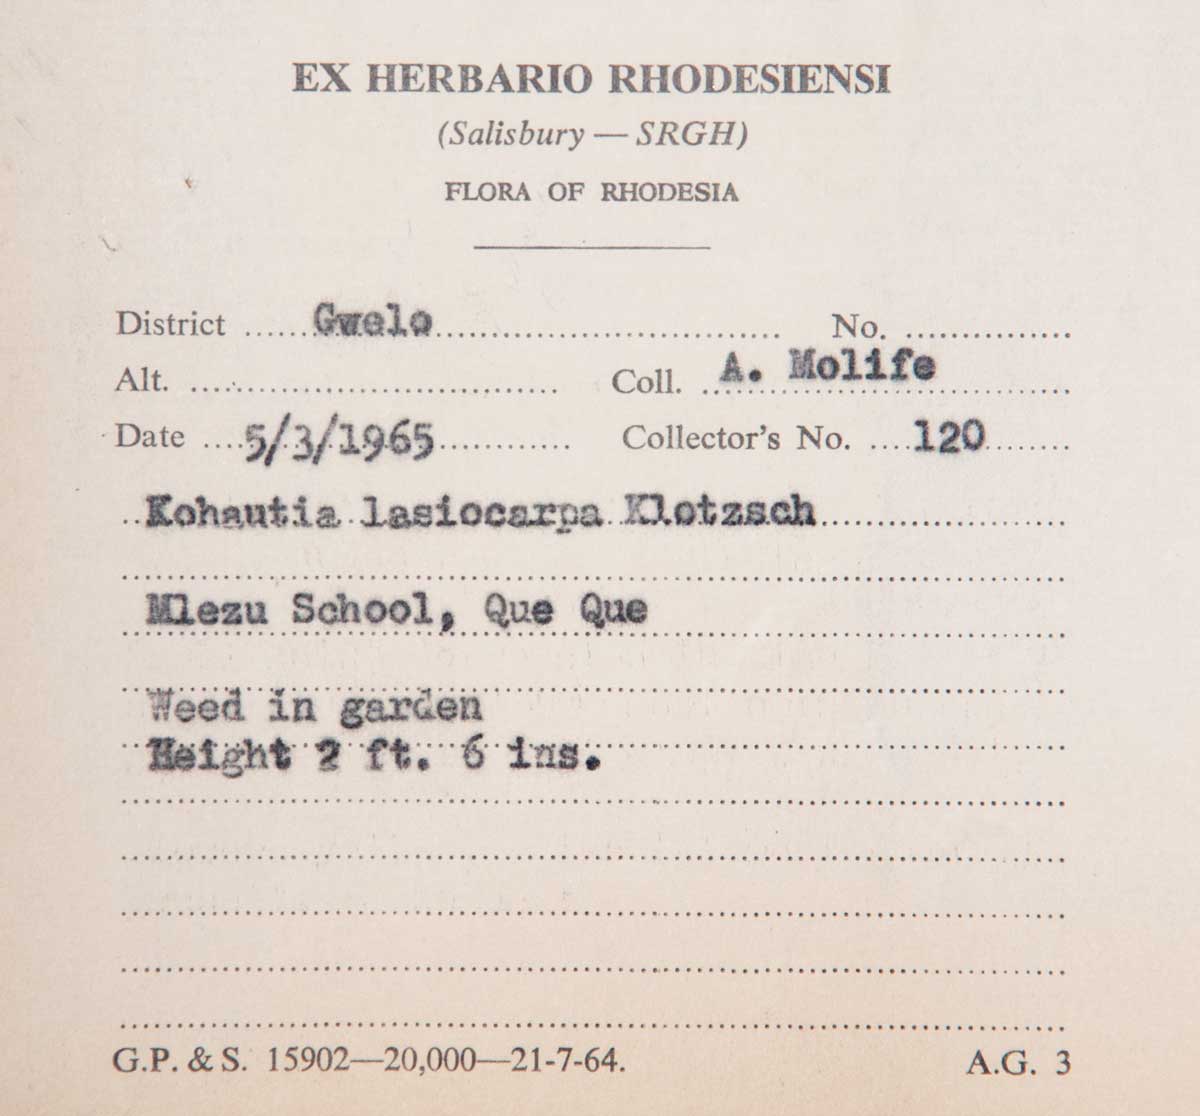 EX HERBARIO RHODESIENSI
(Salisbury — SRGH)
FLORA OF RHODESIA
District ...... Gwelo ...... No. ......
Alt. ...... Coll. ...... A. Molife
Date ...... 5/3/1965 ...... Collector's No. ...... 120
Kohautia lasiocarpa Klotzsch
Mlezu School, Que Que
Weed in garden
Height 2 ft. 6 ins.
G.P. & S. 15902—20,000—21-7-64. A.G. 3